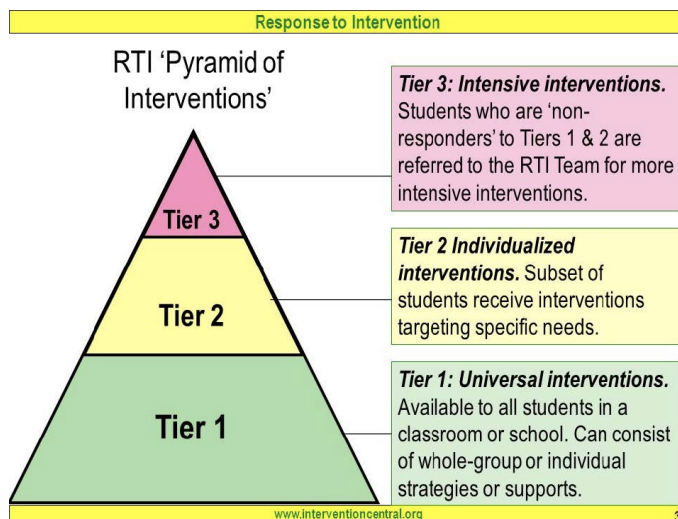 Response to Intervention
RTI ‘Pyramid of
Interventions’
Tier 3
Tier 2
Tier 1
Tier 3: Intensive interventions.
Students who are ‘non-
responders’ to Tiers 1 & 2 are
referred to the RTI Team for more
intensive interventions.
Tier 2 Individualized
interventions. Subset of
students receive interventions
targeting specific needs.
Tier 1: Universal interventions.
Available to all students in a
classroom or school. Can consist
of whole-group or individual
strategies or supports.
www.interventioncentral.org